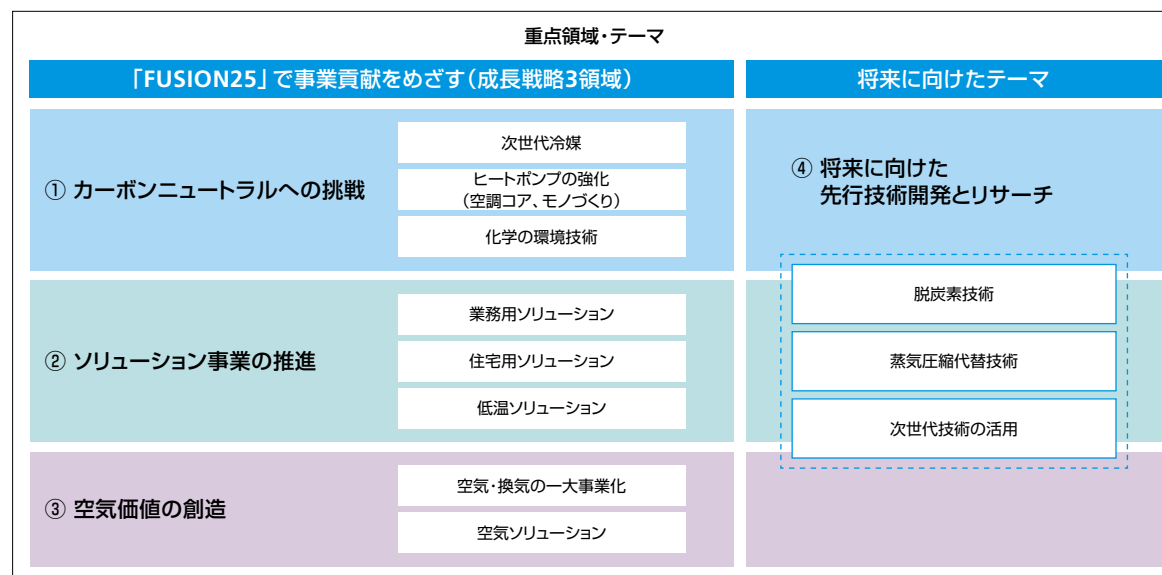 重点領域・テーマ
「FUSION25」で事業貢献をめざす（成長戦略3領域）
① カーボンニュートラルへの挑戦
次世代冷媒
ヒートポンプの強化
（空調コア、モノづくり）
化学の環境技術
② ソリューション事業の推進
業務用ソリューション
住宅用ソリューション
低温ソリューション
③ 空気価値の創造
空気・換気の一大事業化
空気ソリューション
将来に向けたテーマ
④ 将来に向けた
先行技術開発とリサーチ
脱炭素技術
蒸気圧縮代替技術
次世代技術の活用